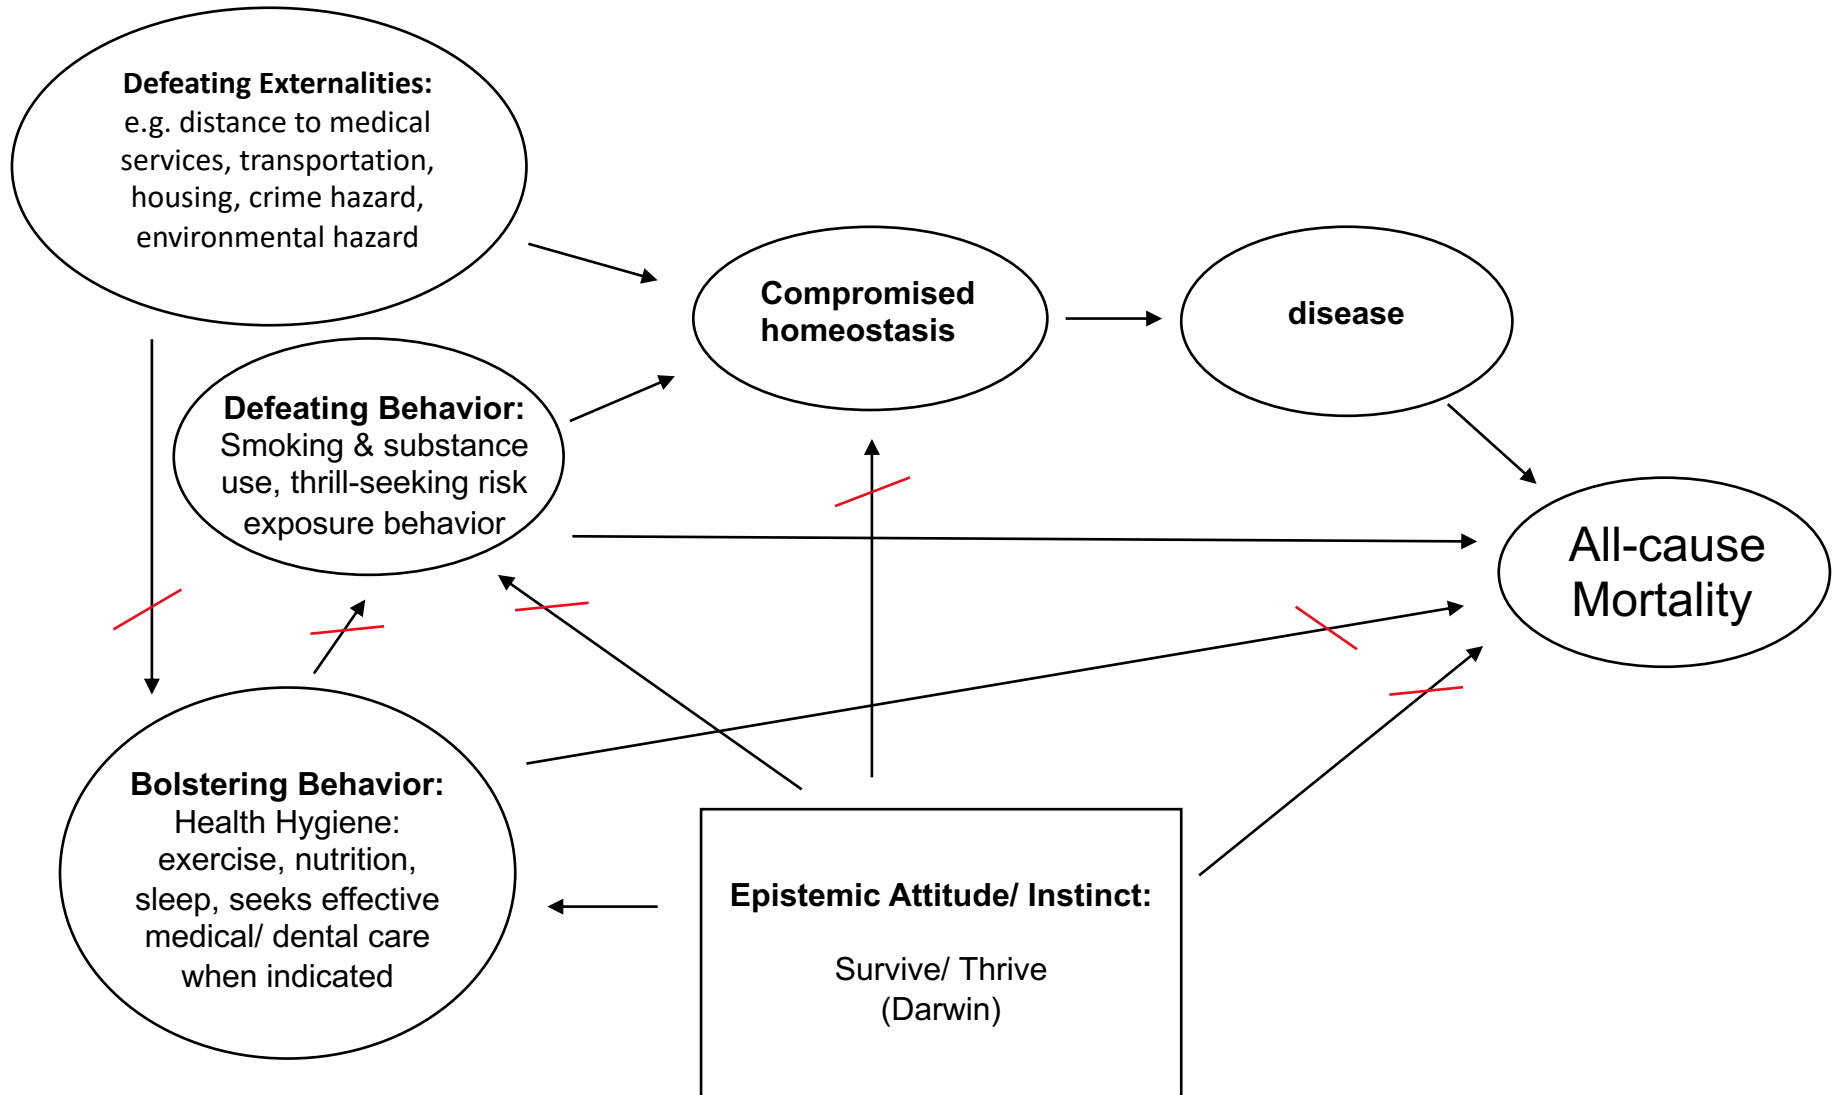 Defeating Externalities:
e.g. distance to medical
services, transportation,
housing, crime hazard,
environmental hazard
Compromised
homeostasis
disease
Defeating Behavior:
Smoking & substance
use, thrill-seeking risk
exposure behavior
All-cause
Mortality
Bolstering Behavior:
Health Hygiene:
exercise, nutrition,
sleep, seeks effective
medical/ dental care
when indicated
Epistemic Attitude/ Instinct:
Survive/ Thrive
(Darwin)